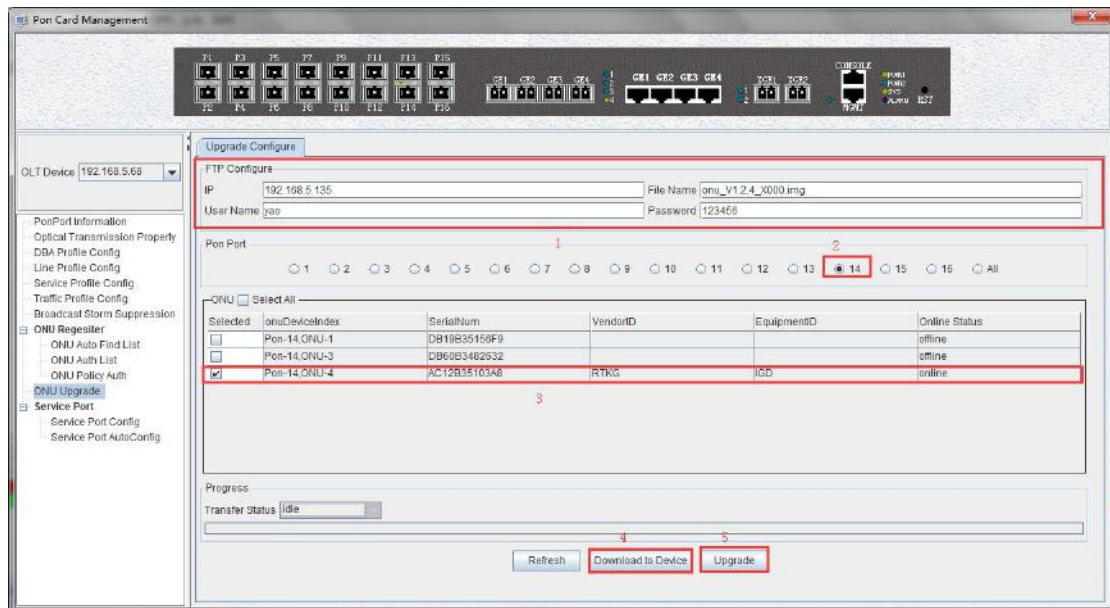 Pon Card Management
P1 P3 P5 P7 P9 P11 P13 P15
P2 P4 P6 P8 P10 P12 P14 P16
GE1 GE2 GE3 GE4
GE1 GE2 GE3 GE4
CONSOLE
MGMT
PWR1
PWR2
SYS
ALARM
RST
OLT Device 192.168.5.68
PonPort Information
Optical Transmission Property
DBA Profile Config
Line Profile Config
Service Profile Config
Traffic Profile Config
Broadcast Storm Suppression
ONU Regesiter
ONU Auto Find List
ONU Auth List
ONU Policy Auth
ONU Upgrade
Service Port
Service Port Config
Service Port AutoConfig
Upgrade Configure
FTP Configure
IP 192.168.5.135 File Name onu_V1.2.4_X000.img
User Name yao Password 123456
1 2
Pon Port
1 2 3 4 5 6 7 8 9 10 11 12 13 14 15 16 All
ONU Select All
Selected onuDeviceIndex SerialNum VendorID EquipmentID Online Status
Pon-14,ONU-1 DB19B35156F9 offline
Pon-14,ONU-3 DB60B3482632 offline
Pon-14,ONU-4 AC12B35103A8 RTKG IGD online
3
Progress
Transfer Status idle
4 5
Refresh Download to Device Upgrade